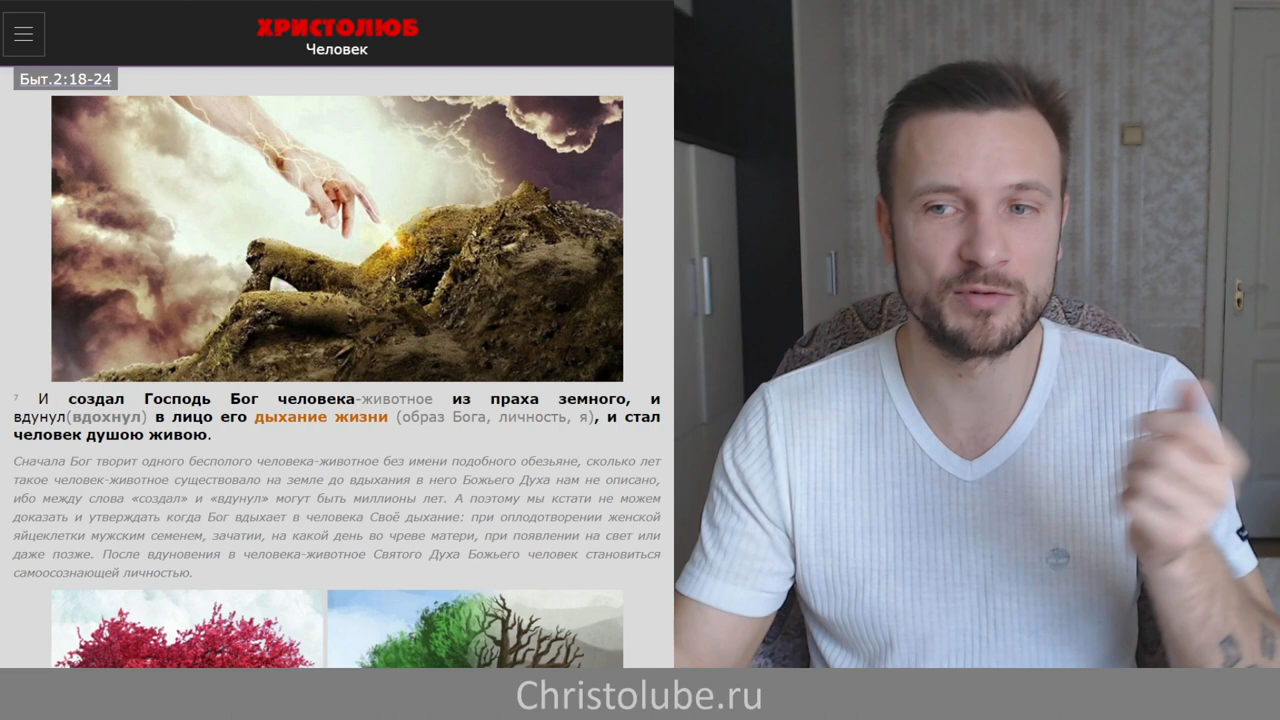 ХРИСТОЛЮБ
Человек
Быт.2:18-24
7 И создал Господь Бог человека-животное из праха земного, и
вдунул(вдохнул) в лицо его дыхание жизни (образ Бога, личность, я), и стал
человек душою живою.
Сначала Бог творит одного бесполого человека-животное без имени подобного обезьяне, сколько лет
такое человек-животное существовало на земле до вдыхания в него Божьего Духа нам не описано,
ибо между слова «создал» и «вдунул» могут быть миллионы лет. А поэтому мы кстати не можем
доказать и утверждать когда Бог вдыхает в человека Своё дыхание: при оплодотворении женской
яйцеклетки мужским семенем, зачатии, на какой день во чреве матери, при появлении на свет или
даже позже. После вдуновения в человека-животное Святого Духа Божьего человек становиться
самоосознающей личностью.
Christolube.ru